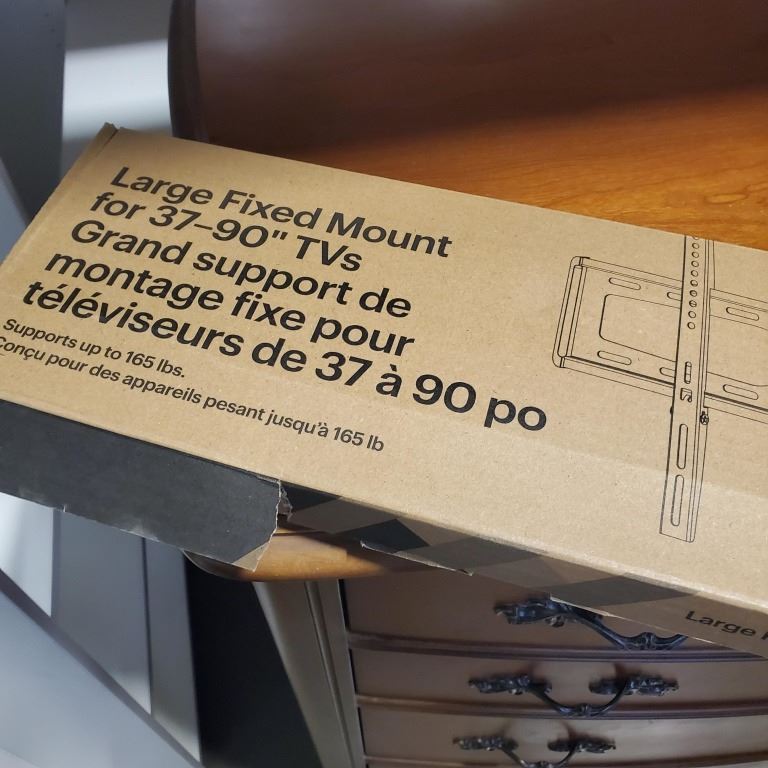 Large Fixed Mount
for 37–90" TVs
Grand support de
montage fixe pour
téléviseurs de 37 à 90 po
Supports up to 165 lbs.
Conçu pour des appareils pesant jusqu'à 165 lb
Large